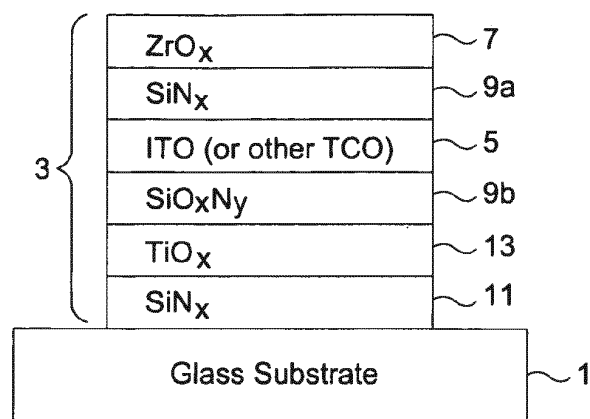 ZrOx 7
SiNx 9a
ITO (or other TCO) 5
3
SiOxNy 9b
TiOx 13
SiNx 11
Glass Substrate 1